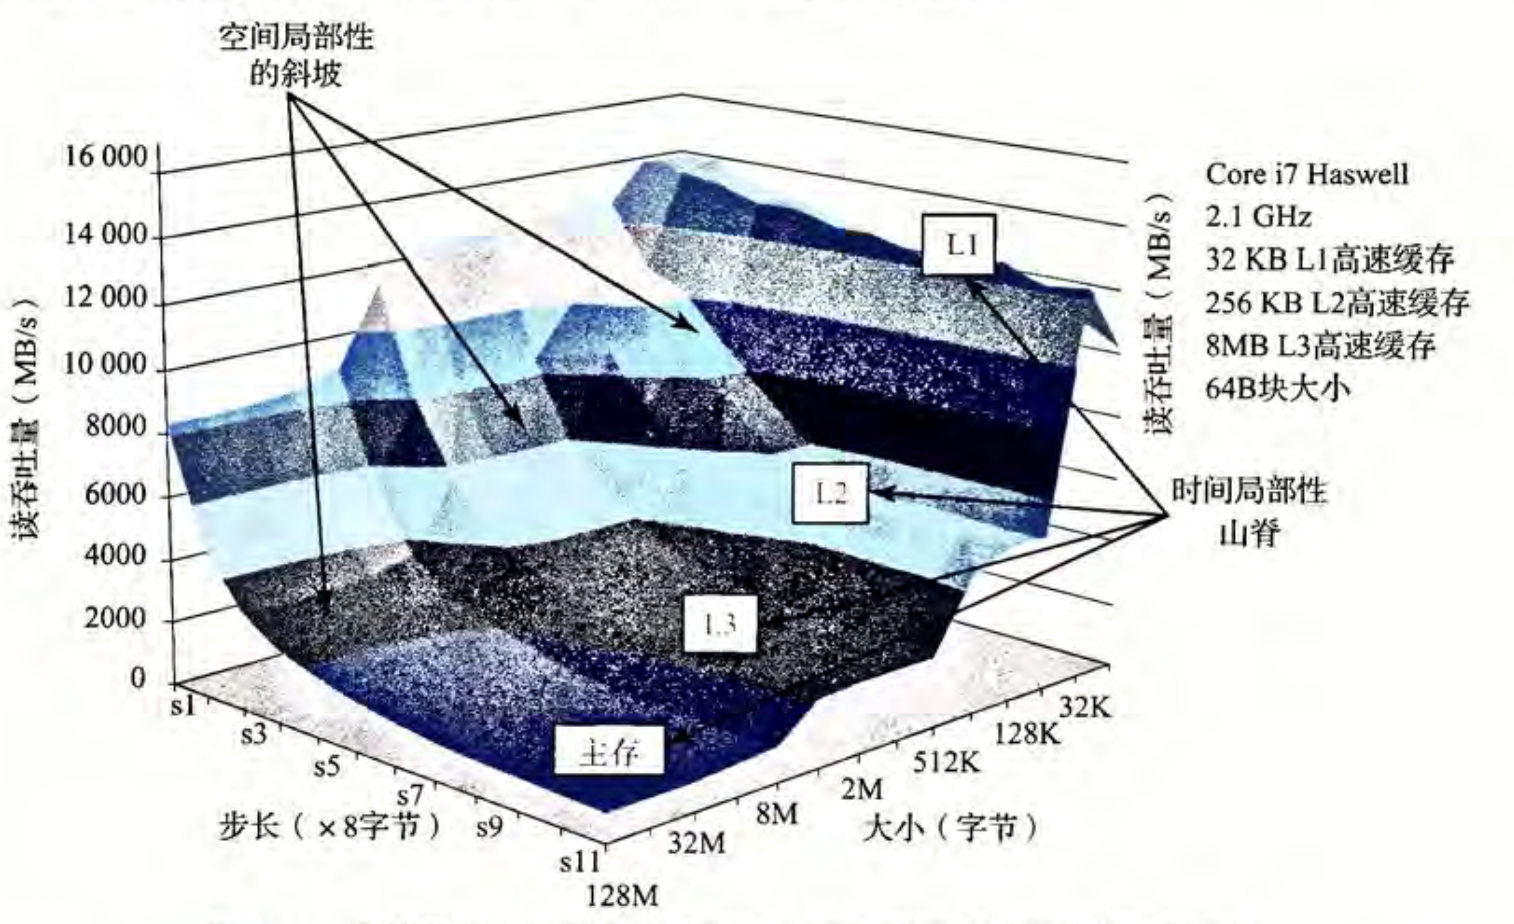 空间局部性
的斜坡
16 000
14 000
12 000
10 000
8000
6000
4000
2000
0
读吞吐量（MB/s）
s1
s3
s5
s7
s9
s11
步长（×8字节）
128M
32M
8M
2M
512K
128K
32K
大小（字节）
L1
L2
L3
主存
读吞吐量（MB/s）
Core i7 Haswell
2.1 GHz
32 KB L1高速缓存
256 KB L2高速缓存
8MB L3高速缓存
64B块大小
时间局部性
山脊